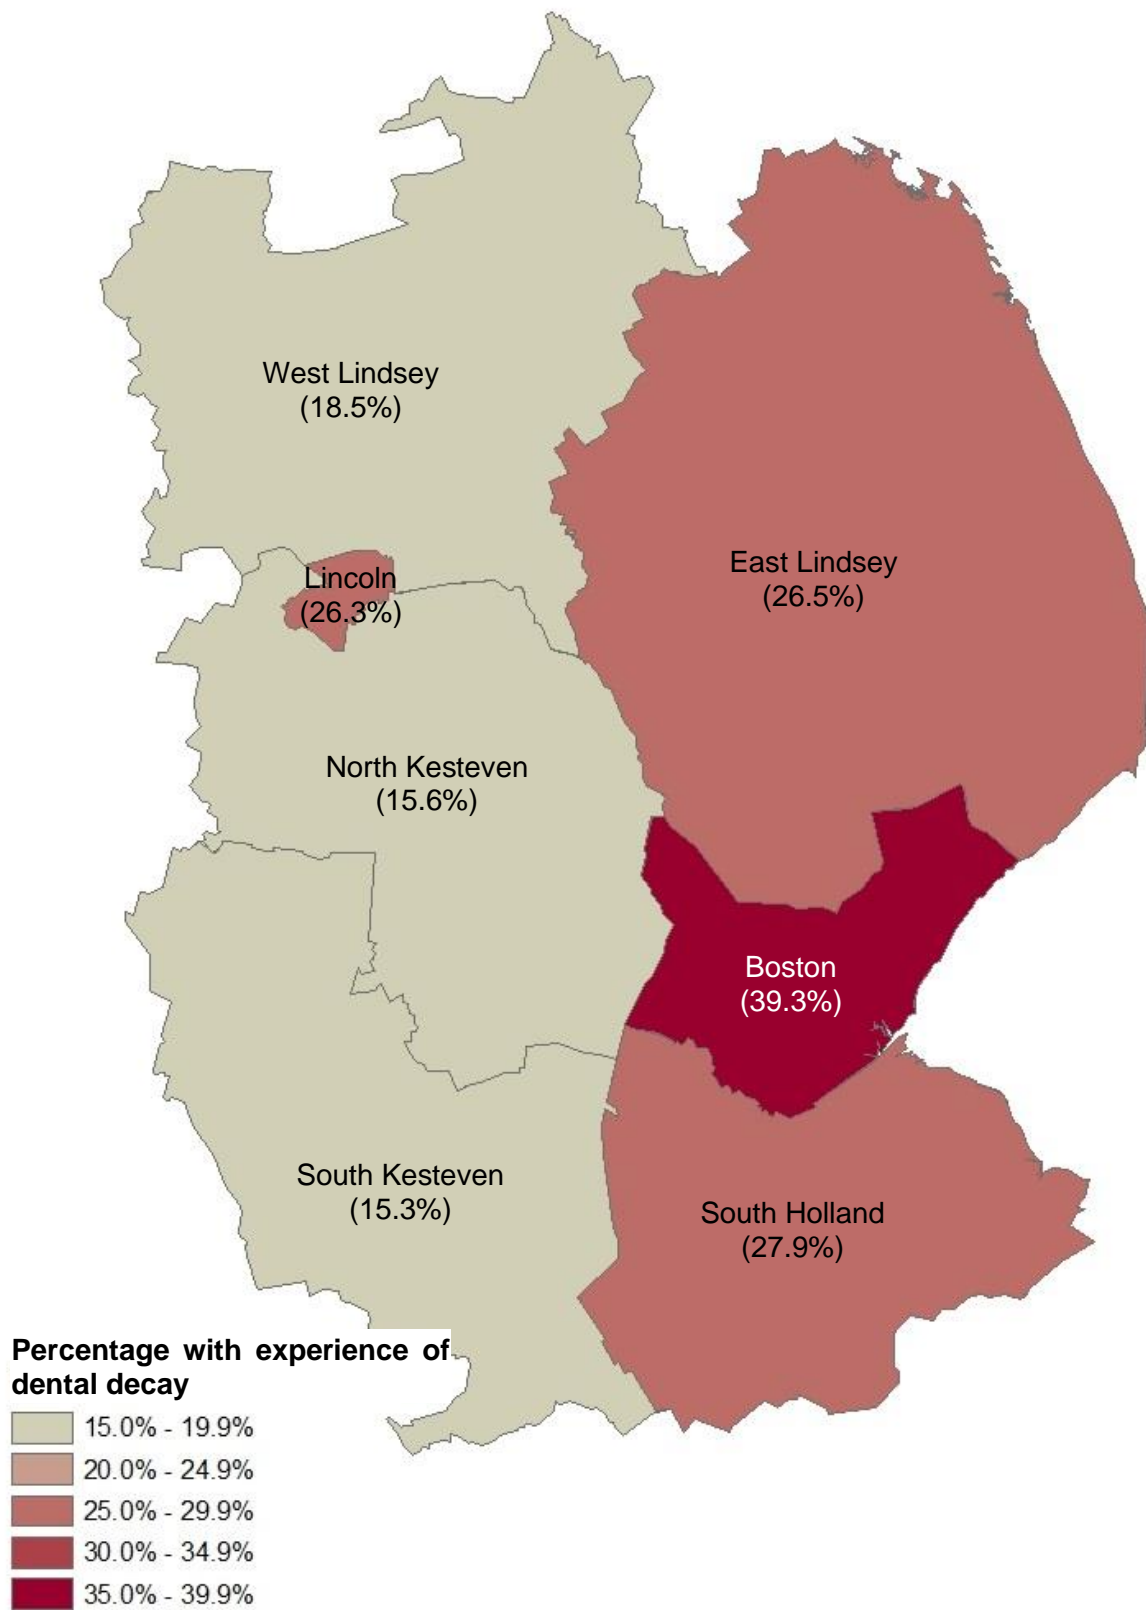 West Lindsey
(18.5%)
Lincoln
(26.3%)
East Lindsey
(26.5%)
North Kesteven
(15.6%)
Boston
(39.3%)
South Kesteven
(15.3%)
South Holland
(27.9%)
Percentage with experience of
dental decay
15.0% - 19.9%
20.0% - 24.9%
25.0% - 29.9%
30.0% - 34.9%
35.0% - 39.9%